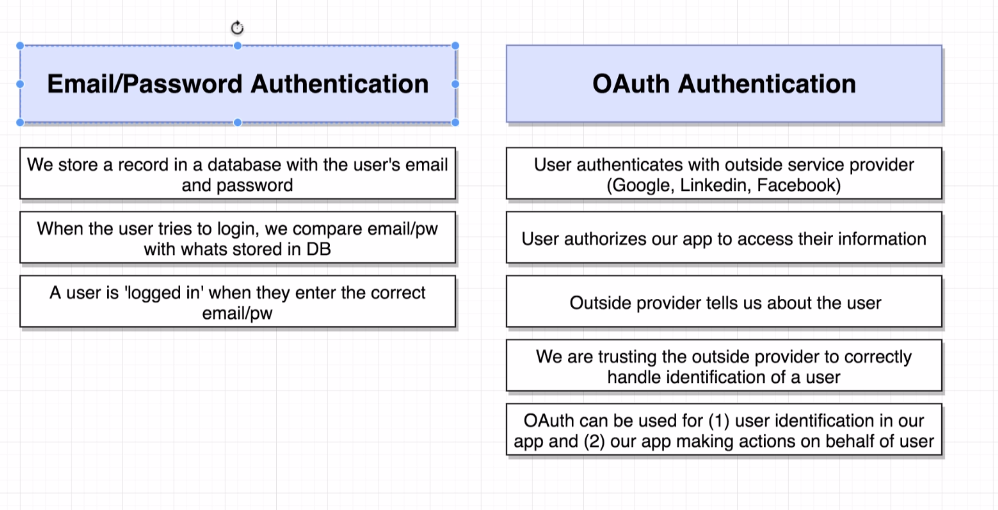 Email/Password Authentication
We store a record in a database with the user's email
and password
When the user tries to login, we compare email/pw
with whats stored in DB
A user is 'logged in' when they enter the correct
email/pw
OAuth Authentication
User authenticates with outside service provider
(Google, Linkedin, Facebook)
User authorizes our app to access their information
Outside provider tells us about the user
We are trusting the outside provider to correctly
handle identification of a user
OAuth can be used for (1) user identification in our
app and (2) our app making actions on behalf of user